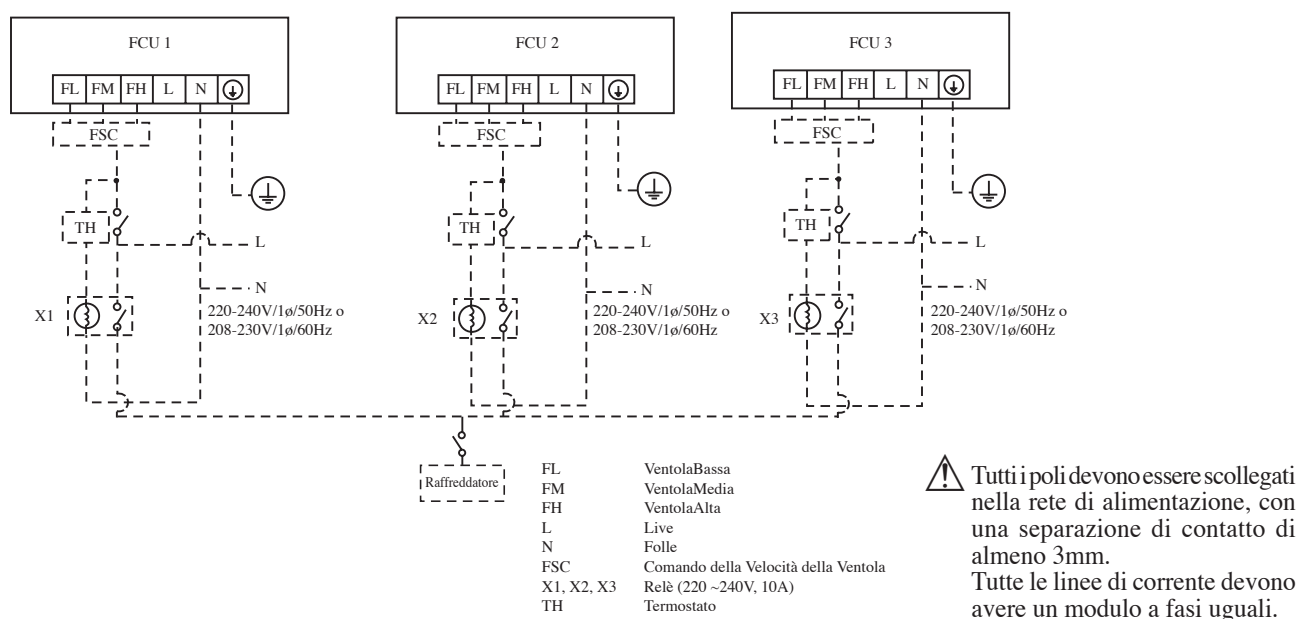 FCU 1
FL FM FH L N
FSC
TH
L
N
X1
220-240V/1ø/50Hz o
208-230V/1ø/60Hz
FCU 2
FL FM FH L N
FSC
TH
L
N
X2
220-240V/1ø/50Hz o
208-230V/1ø/60Hz
FCU 3
FL FM FH L N
FSC
TH
L
N
X3
220-240V/1ø/50Hz o
208-230V/1ø/60Hz
Raffreddatore
FL VentolaBassa
FM VentolaMedia
FH VentolaAlta
L Live
N Folle
FSC Comando della Velocità della Ventola
X1, X2, X3 Relè (220 ~240V, 10A)
TH Termostato
Tutti i poli devono essere scollegati
nella rete di alimentazione, con
una separazione di contatto di
almeno 3mm.
Tutte le linee di corrente devono
avere un modulo a fasi uguali.